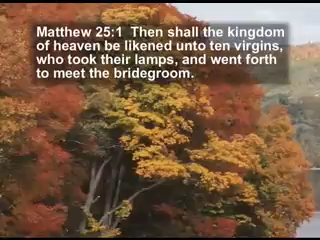 Matthew 25:1  Then shall the kingdom
of heaven be likened unto ten virgins,
who took their lamps, and went forth
to meet the bridegroom.